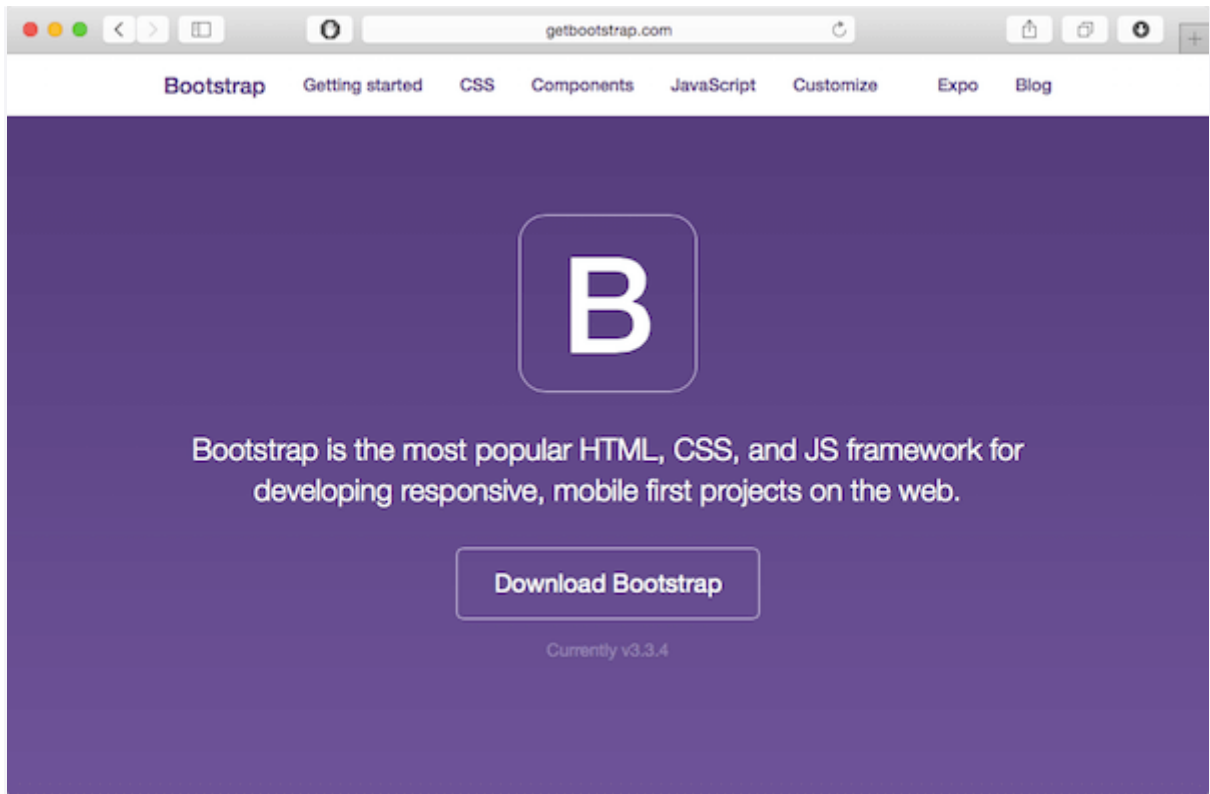 getbootstrap.com
Bootstrap Getting started CSS Components JavaScript Customize Expo Blog
B
Bootstrap is the most popular HTML, CSS, and JS framework for
developing responsive, mobile first projects on the web.
Download Bootstrap
Currently v3.3.4